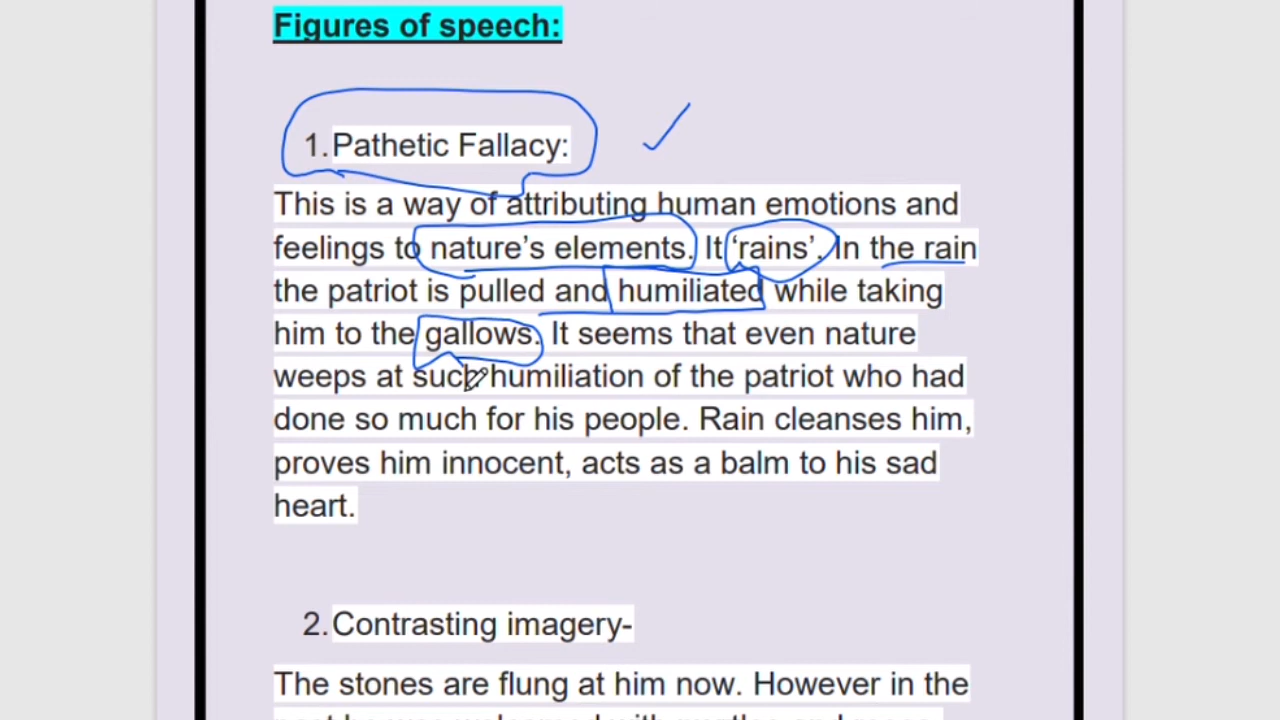 Figures of speech:
1. Pathetic Fallacy:
This is a way of attributing human emotions and
feelings to nature's elements. It 'rains'. In the rain
the patriot is pulled and humiliated while taking
him to the gallows. It seems that even nature
weeps at such humiliation of the patriot who had
done so much for his people. Rain cleanses him,
proves him innocent, acts as a balm to his sad
heart.
2. Contrasting imagery-
The stones are flung at him now. However in the